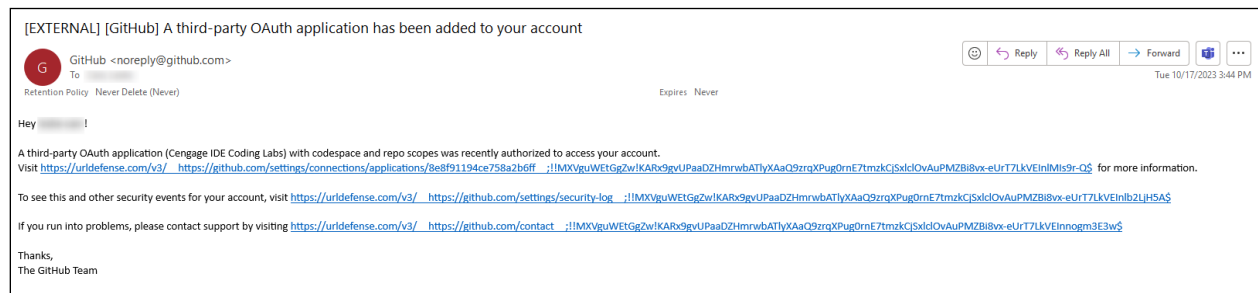 [EXTERNAL] [GitHub] A third-party OAuth application has been added to your account
G
GitHub <noreply@github.com>
To
Reply
Reply All
Forward
Tue 10/17/2023 3:44 PM
Retention Policy Never Delete (Never)
Expires Never
Hey !
A third-party OAuth application (Cengage IDE Coding Labs) with codespace and repo scopes was recently authorized to access your account.
Visit https://urldefense.com/v3/__https://github.com/settings/connections/applications/8e8f91194ce758a2b6ff__;!!MXVguWEtGgZw!KARx9gvUPaaDZHmrwbATlyXAaQ9zrqXPug0rnE7tmzkCjSxlclOvAuPMZBi8vx-eUrT7LkVEInlMIs9r-Q$ for more information.
To see this and other security events for your account, visit https://urldefense.com/v3/__https://github.com/settings/security-log__;!!MXVguWEtGgZw!KARx9gvUPaaDZHmrwbATlyXAaQ9zrqXPug0rnE7tmzkCjSxlclOvAuPMZBi8vx-eUrT7LkVEInlb2LjH5A$
If you run into problems, please contact support by visiting https://urldefense.com/v3/__https://github.com/contact__;!!MXVguWEtGgZw!KARx9gvUPaaDZHmrwbATlyXAaQ9zrqXPug0rnE7tmzkCjSxlclOvAuPMZBi8vx-eUrT7LkVEInnogm3E3w$
Thanks,
The GitHub Team